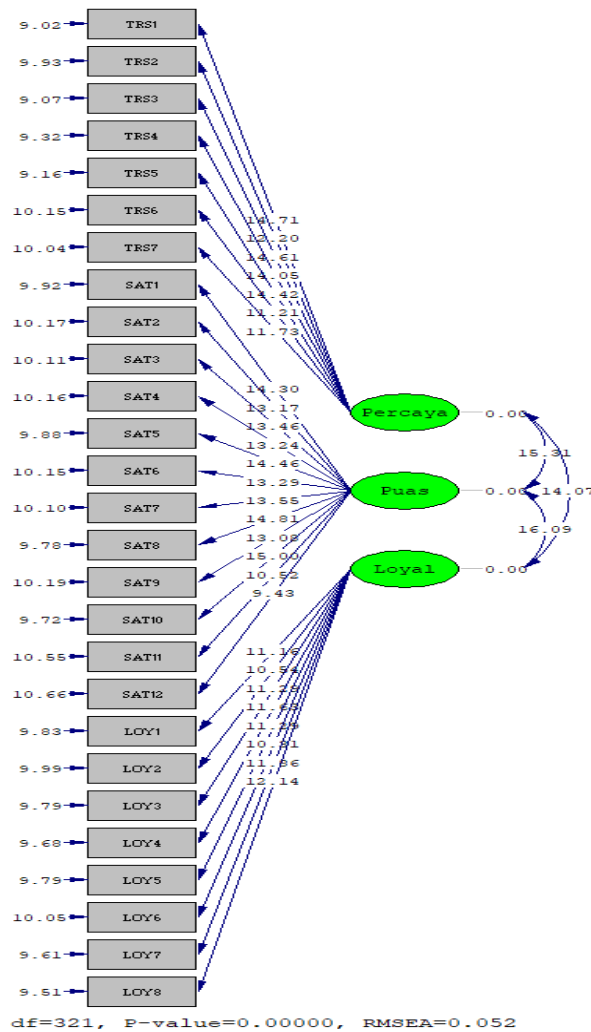 9.02 TRS1
9.93 TRS2
9.07 TRS3
9.32 TRS4
9.16 TRS5
10.15 TRS6
10.04 TRS7
9.92 SAT1
10.17 SAT2
10.11 SAT3
10.16 SAT4
9.88 SAT5
10.15 SAT6
10.10 SAT7
9.78 SAT8
10.19 SAT9
9.72 SAT10
10.55 SAT11
10.66 SAT12
9.83 LOY1
9.99 LOY2
9.79 LOY3
9.68 LOY4
9.79 LOY5
10.05 LOY6
9.61 LOY7
9.51 LOY8
14.71
12.20
14.61
14.05
14.42
11.21
11.73
14.30
13.17
13.46
13.24
14.46
13.29
13.55
14.81
13.08
15.00
10.52
9.43
11.16
10.54
11.29
10.81
11.86
12.14
Percaya 0.00
Puas 0.00
Loyal 0.00
15.31
14.07
16.09
df=321, P-value=0.00000, RMSEA=0.052